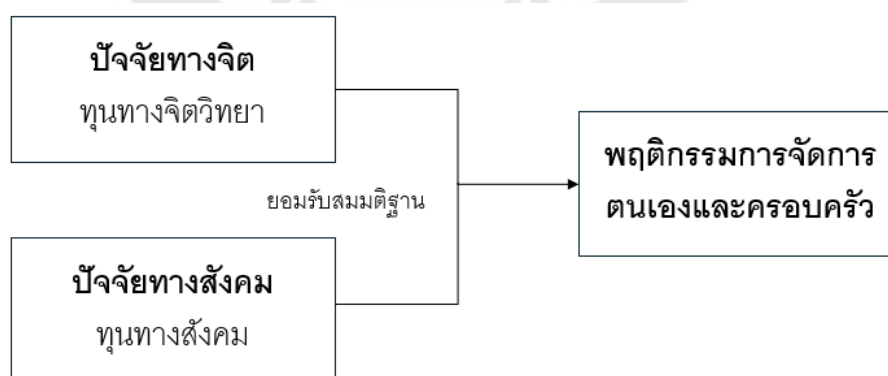 ปัจจัยทางจิต
ทุนทางจิตวิทยา
ยอมรับสมมติฐาน
ปัจจัยทางสังคม
ทุนทางสังคม
พฤติกรรมการจัดการ
ตนเองและครอบครัว